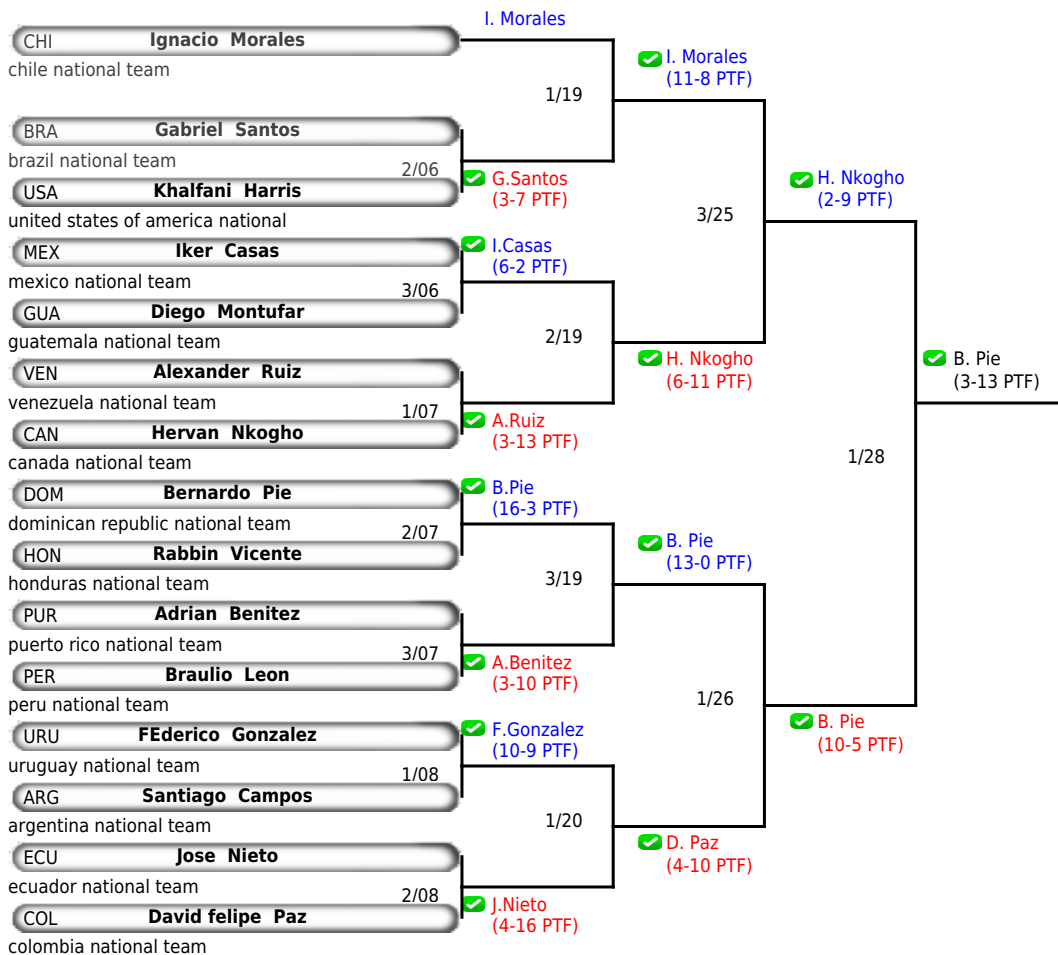 I. Morales
CHI Ignacio Morales
chile national team
I. Morales
(11-8 PTF)
1/19
BRA Gabriel Santos
brazil national team
2/06
G.Santos
(3-7 PTF)
USA Khalfani Harris
united states of america national
H. Nkogho
(2-9 PTF)
3/25
MEX Iker Casas
mexico national team
I.Casas
(6-2 PTF)
3/06
GUA Diego Montufar
guatemala national team
2/19
H. Nkogho
(6-11 PTF)
B. Pie
(3-13 PTF)
VEN Alexander Ruiz
venezuela national team
1/07
A.Ruiz
(3-13 PTF)
CAN Hervan Nkogho
canada national team
1/28
DOM Bernardo Pie
dominican republic national team
B.Pie
(16-3 PTF)
2/07
HON Rabbin Vicente
honduras national team
B. Pie
(13-0 PTF)
3/19
PUR Adrian Benitez
puerto rico national team
3/07
A.Benitez
(3-10 PTF)
PER Braulio Leon
peru national team
1/26
B. Pie
(10-5 PTF)
URU FEderico Gonzalez
uruguay national team
F.Gonzalez
(10-9 PTF)
1/08
ARG Santiago Campos
argentina national team
1/20
D. Paz
(4-10 PTF)
ECU Jose Nieto
ecuador national team
2/08
J.Nieto
(4-16 PTF)
COL David felipe Paz
colombia national team